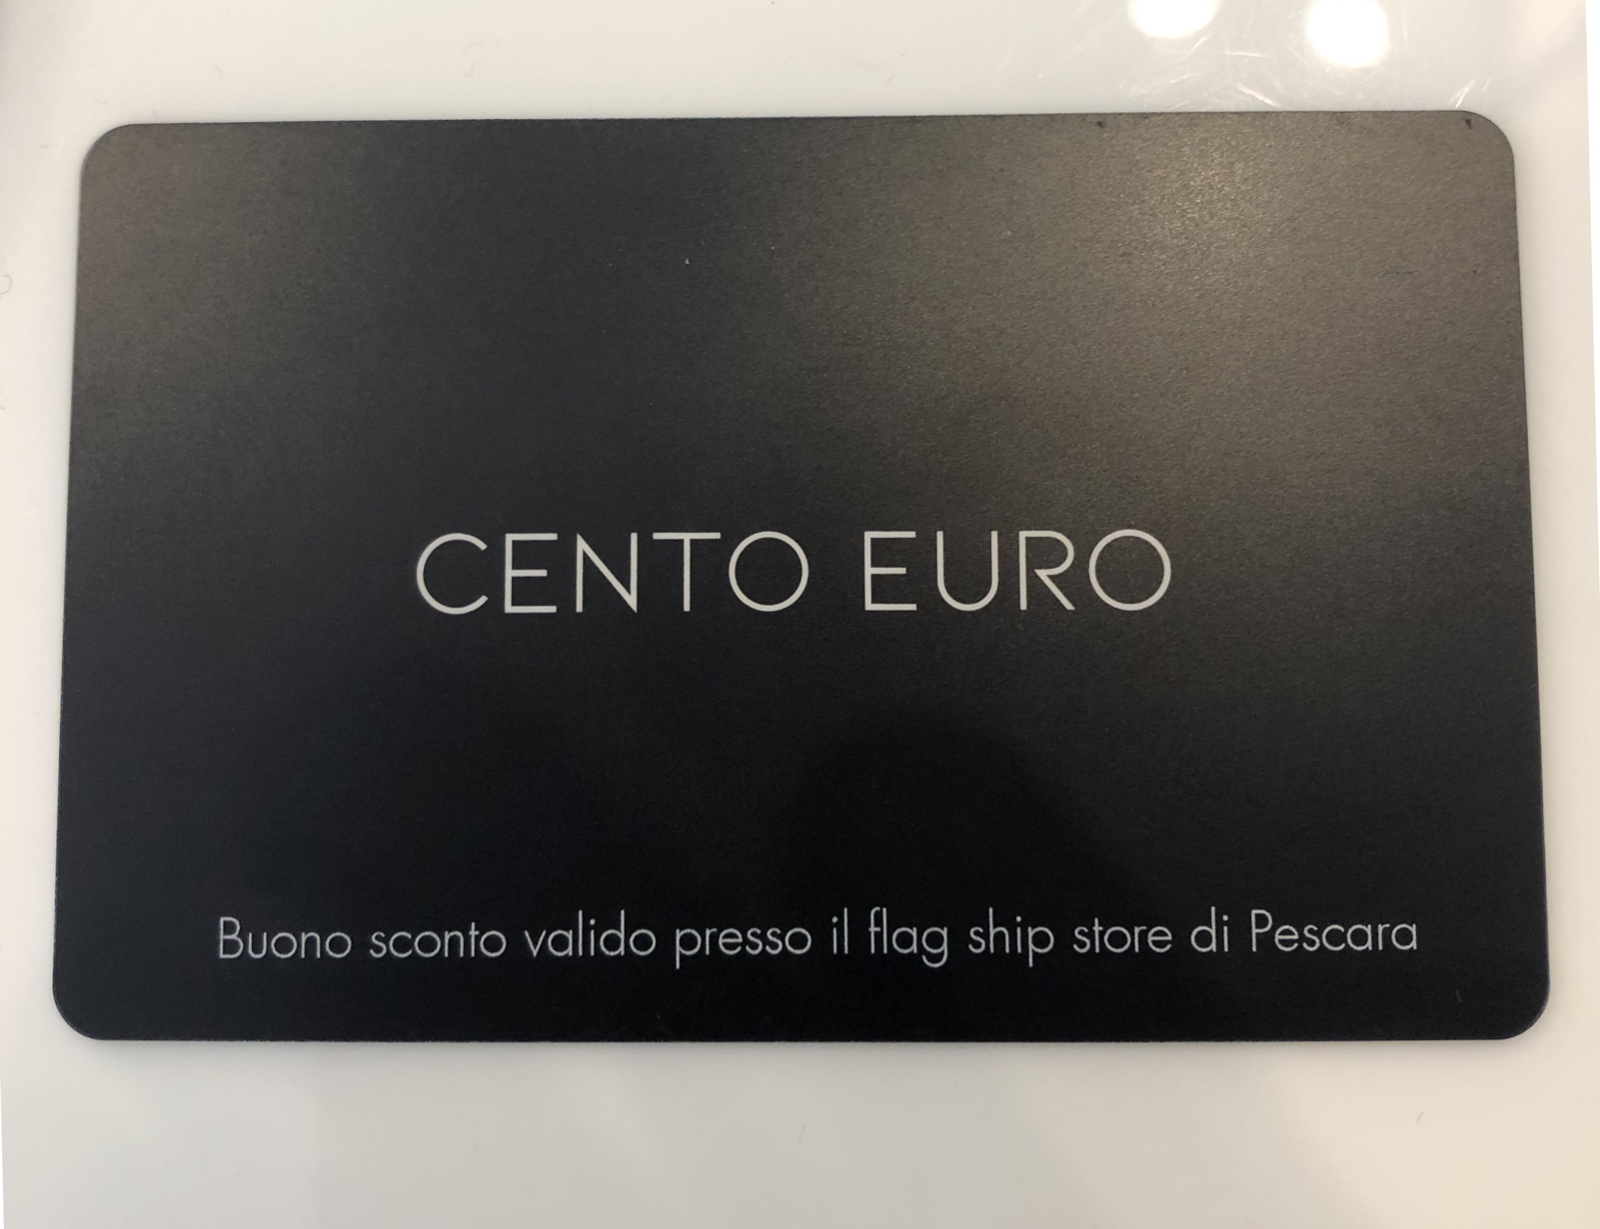 CENTO EURO
Buono sconto valido presso il flag ship store di Pescara